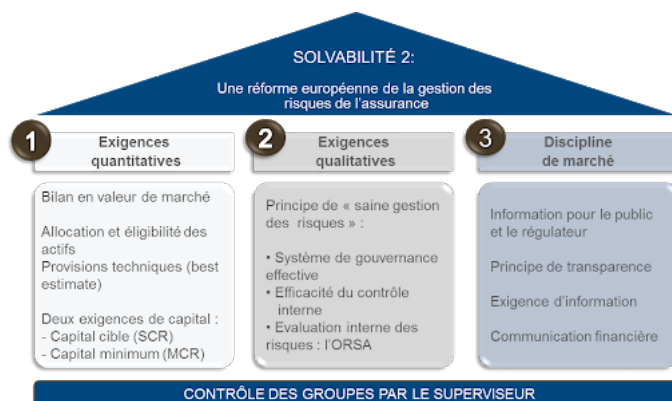 SOLVABILITÉ 2:
Une réforme européenne de la gestion des
risques de l'assurance
1
Exigences
quantitatives
2
Exigences
qualitatives
3
Discipline
de marché
Bilan en valeur de marché
Allocation et éligibilité des
actifs
Provisions techniques (best
estimate)
Deux exigences de capital :
- Capital cible (SCR)
- Capital minimum (MCR)
Principe de « saine gestion
des risques » :
• Système de gouvernance
effective
• Efficacité du contrôle
interne
• Evaluation interne des
risques : l'ORSA
Information pour le public
et le régulateur
Principe de transparence
Exigence d'information
Communication financière
CONTRÔLE DES GROUPES PAR LE SUPERVISEUR